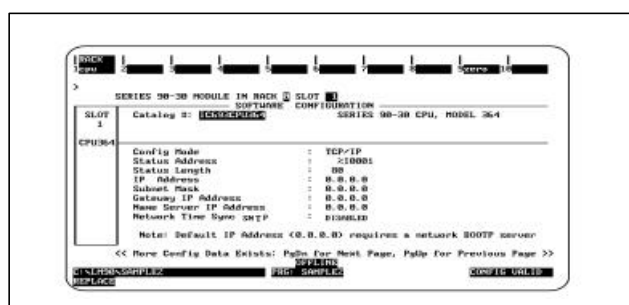 RACK
1cpu 2 3 4 5 6 7 8 9zero 10
>
SERIES 90-30 MODULE IN RACK 0 SLOT 1
SOFTWARE CONFIGURATION
SLOT 1 Catalog #: IC693CPU364 SERIES 90-30 CPU, MODEL 364
CPU364
Config Mode : TCP/IP
Status Address : %I0001
Status Length : 80
IP Address : 0.0.0.0
Subnet Mask : 0.0.0.0
Gateway IP Address : 0.0.0.0
Name Server IP Address : 0.0.0.0
Network Time Sync SNTP : DISABLED
Note: Default IP Address (0.0.0.0) requires a network BOOTP server
<< More Config Data Exists: PgDn for Next Page, PgUp for Previous Page >>
OFFLINE
C:\LM90\SAMPLEZ PRG: SAMPLEZ CONFIG VALID
REPLACE